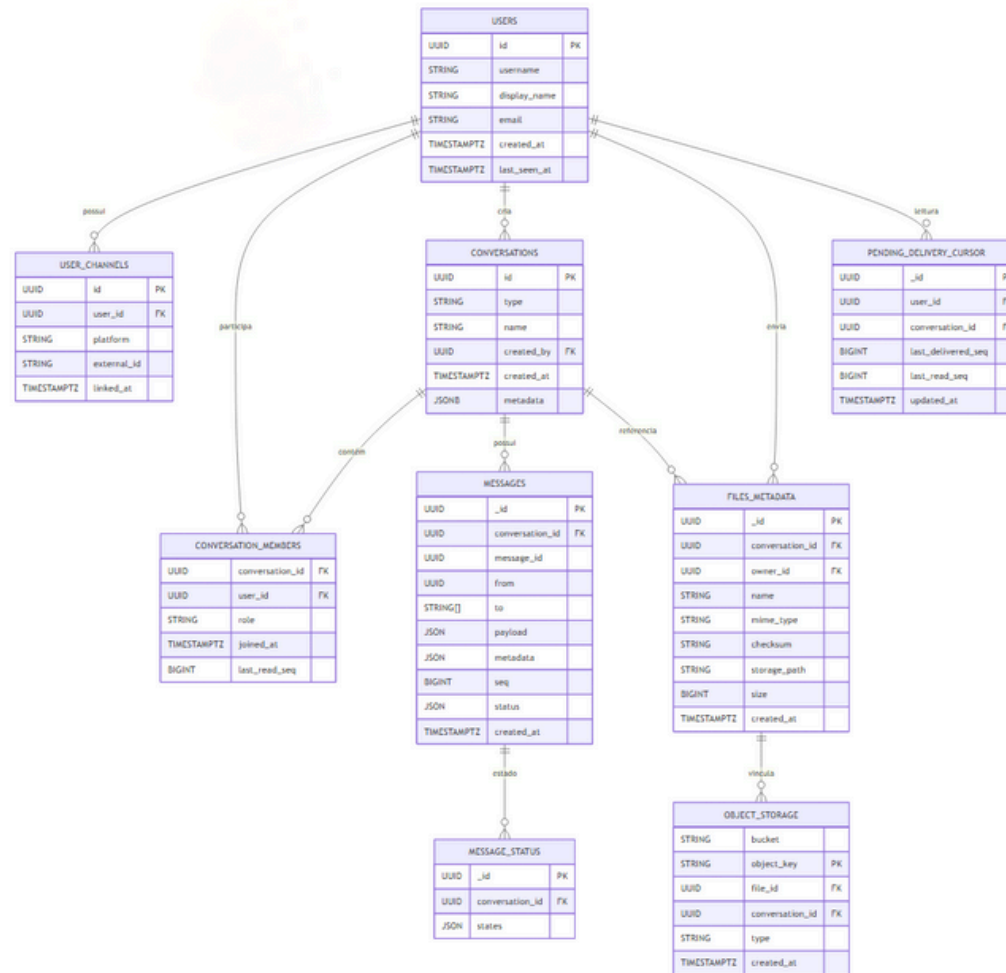 USERS
UUID id PK
STRING username
STRING display_name
STRING email
TIMESTAMPTZ created_at
TIMESTAMPTZ last_seen_at
possui
cria
leitura
participa
envia
USER_CHANNELS
UUID id PK
UUID user_id FK
STRING platform
STRING external_id
TIMESTAMPTZ linked_at
CONVERSATIONS
UUID id PK
STRING type
STRING name
UUID created_by FK
TIMESTAMPTZ created_at
JSONB metadata
PENDING_DELIVERY_CURSOR
UUID _id
UUID user_id
UUID conversation_id
BIGINT last_delivered_seq
BIGINT last_read_seq
TIMESTAMPTZ updated_at
contém
possui
referencia
CONVERSATION_MEMBERS
UUID conversation_id FK
UUID user_id FK
STRING role
TIMESTAMPTZ joined_at
BIGINT last_read_seq
MESSAGES
UUID _id PK
UUID conversation_id FK
UUID message_id
UUID from
STRING[] to
JSON payload
JSON metadata
BIGINT seq
JSON status
TIMESTAMPTZ created_at
FILES_METADATA
UUID _id PK
UUID conversation_id FK
UUID owner_id FK
STRING name
STRING mime_type
STRING checksum
STRING storage_path
BIGINT size
TIMESTAMPTZ created_at
estado
vincula
MESSAGE_STATUS
UUID _id PK
UUID conversation_id FK
JSON states
OBJECT_STORAGE
STRING bucket
STRING object_key PK
UUID file_id FK
UUID conversation_id FK
STRING type
TIMESTAMPTZ created_at